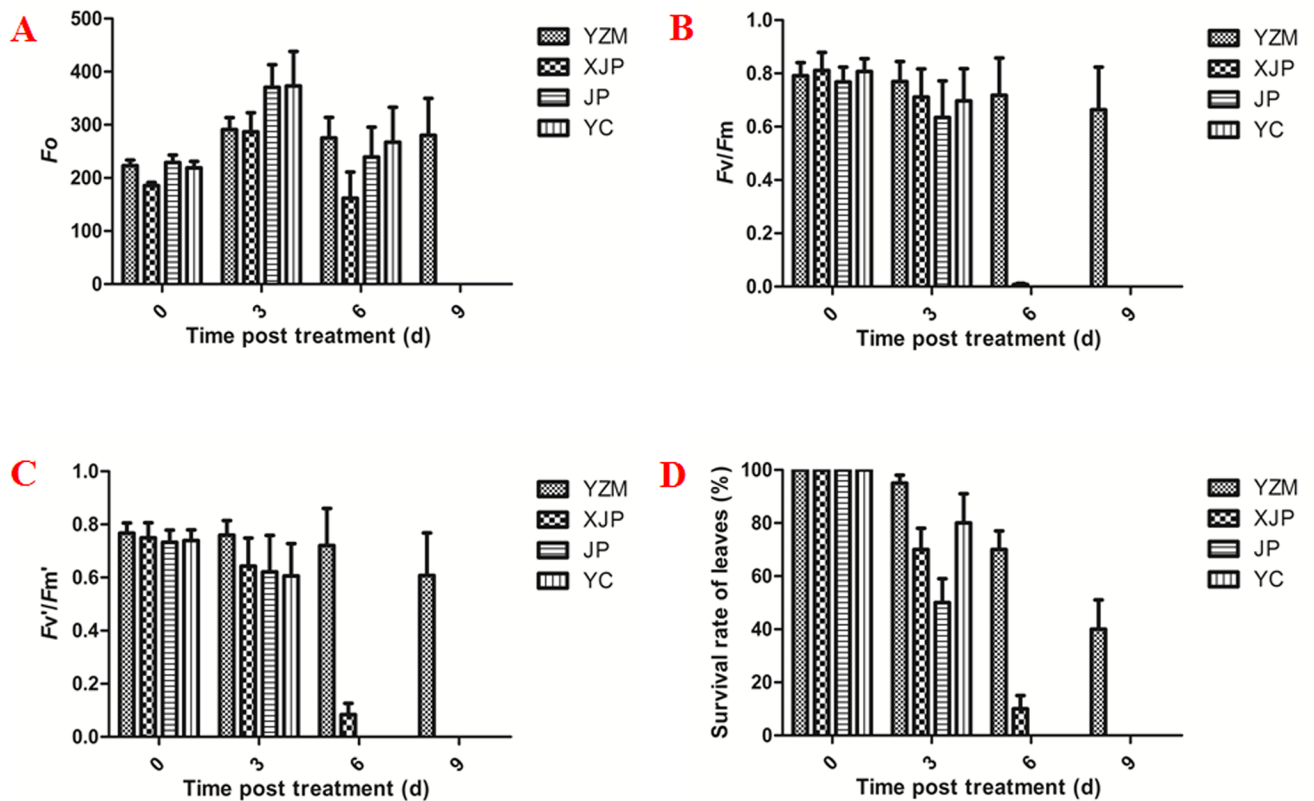 A
Fo
500
400
300
200
100
0
0 3 6 9
Time post treatment (d)
YZM
XJP
JP
YC
B
Fv/Fm
1.0
0.8
0.6
0.4
0.2
0.0
0 3 6 9
Time post treatment (d)
YZM
XJP
JP
YC
C
Fv'/Fm'
1.0
0.8
0.6
0.4
0.2
0.0
0 3 6 9
Time post treatment (d)
YZM
XJP
JP
YC
D
Survival rate of leaves (%)
100
80
60
40
20
0
0 3 6 9
Time post treatment (d)
YZM
XJP
JP
YC